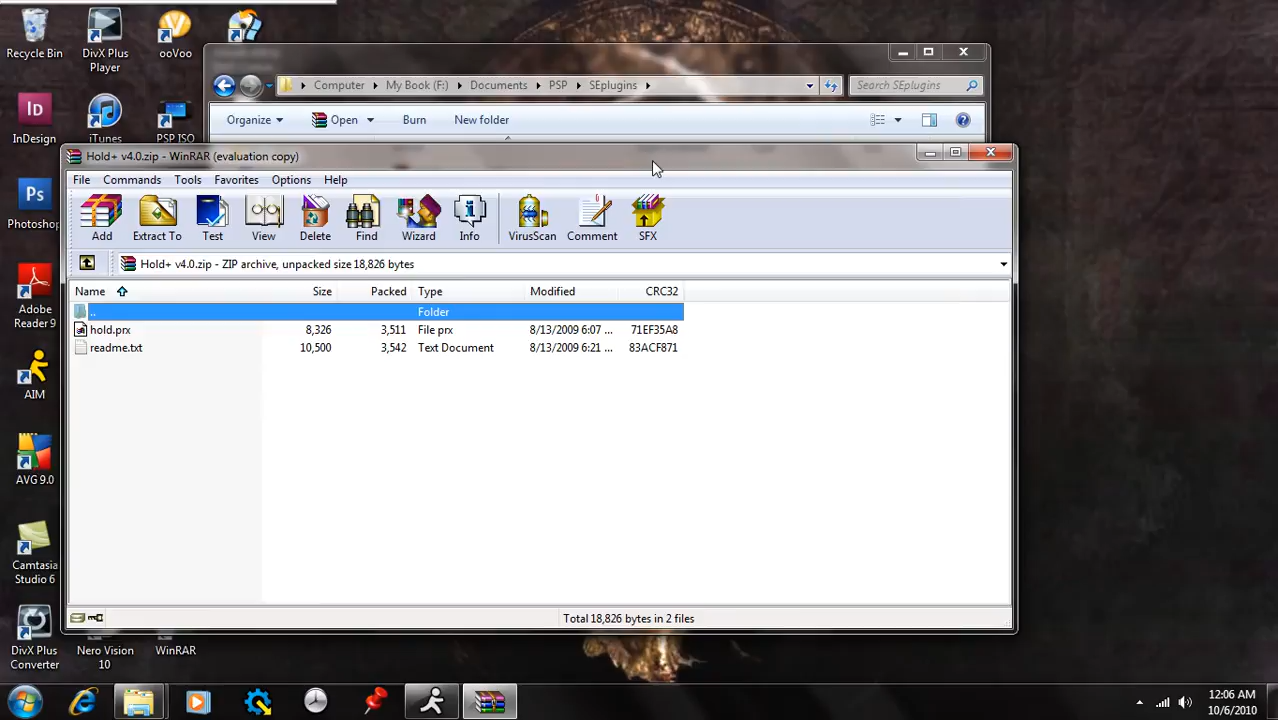 Recycle Bin
DivX Plus Player
ooVoo
InDesign
iTunes
PSP ISO
Photoshop
Adobe Reader 9
AIM
AVG 9.0
Camtasia Studio 6
DivX Plus Converter
Nero Vision 10
WinRAR
Computer My Book (F:) Documents PSP SEplugins
Search SEplugins
Organize Open Burn New folder
Hold+ v4.0.zip - WinRAR (evaluation copy)
File Commands Tools Favorites Options Help
Add Extract To Test View Delete Find Wizard Info VirusScan Comment SFX
Hold+ v4.0.zip - ZIP archive, unpacked size 18,826 bytes
Name Size Packed Type Modified CRC32
.. Folder
hold.prx 8,326 3,511 File prx 8/13/2009 6:07 ... 71EF35A8
readme.txt 10,500 3,542 Text Document 8/13/2009 6:21 ... 83ACF871
Total 18,826 bytes in 2 files
12:06 AM
10/6/2010